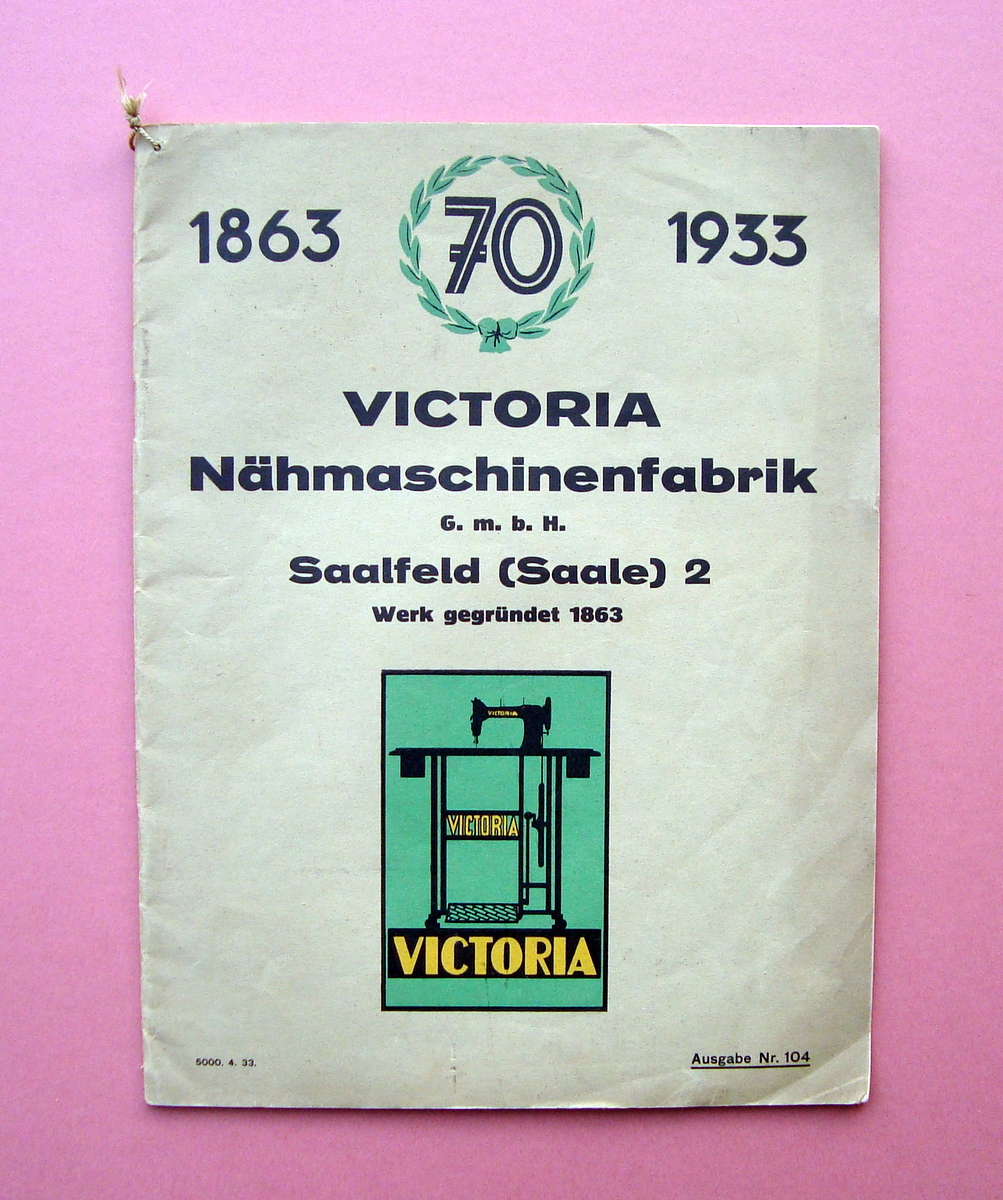 1863 70 1933
VICTORIA
Nähmaschinenfabrik
G. m. b. H.
Saalfeld (Saale) 2
Werk gegründet 1863
VICTORIA
VICTORIA
VICTORIA
5000. 4. 33.
Ausgabe Nr. 104